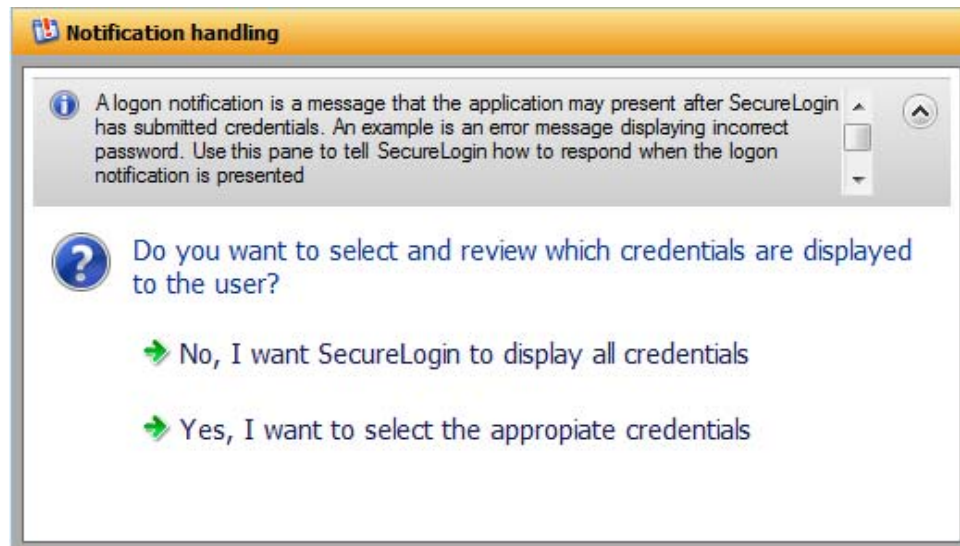 Notification handling
A logon notification is a message that the application may present after SecureLogin
has submitted credentials. An example is an error message displaying incorrect
password. Use this pane to tell SecureLogin how to respond when the logon
notification is presented
Do you want to select and review which credentials are displayed
to the user?
No, I want SecureLogin to display all credentials
Yes, I want to select the appropiate credentials